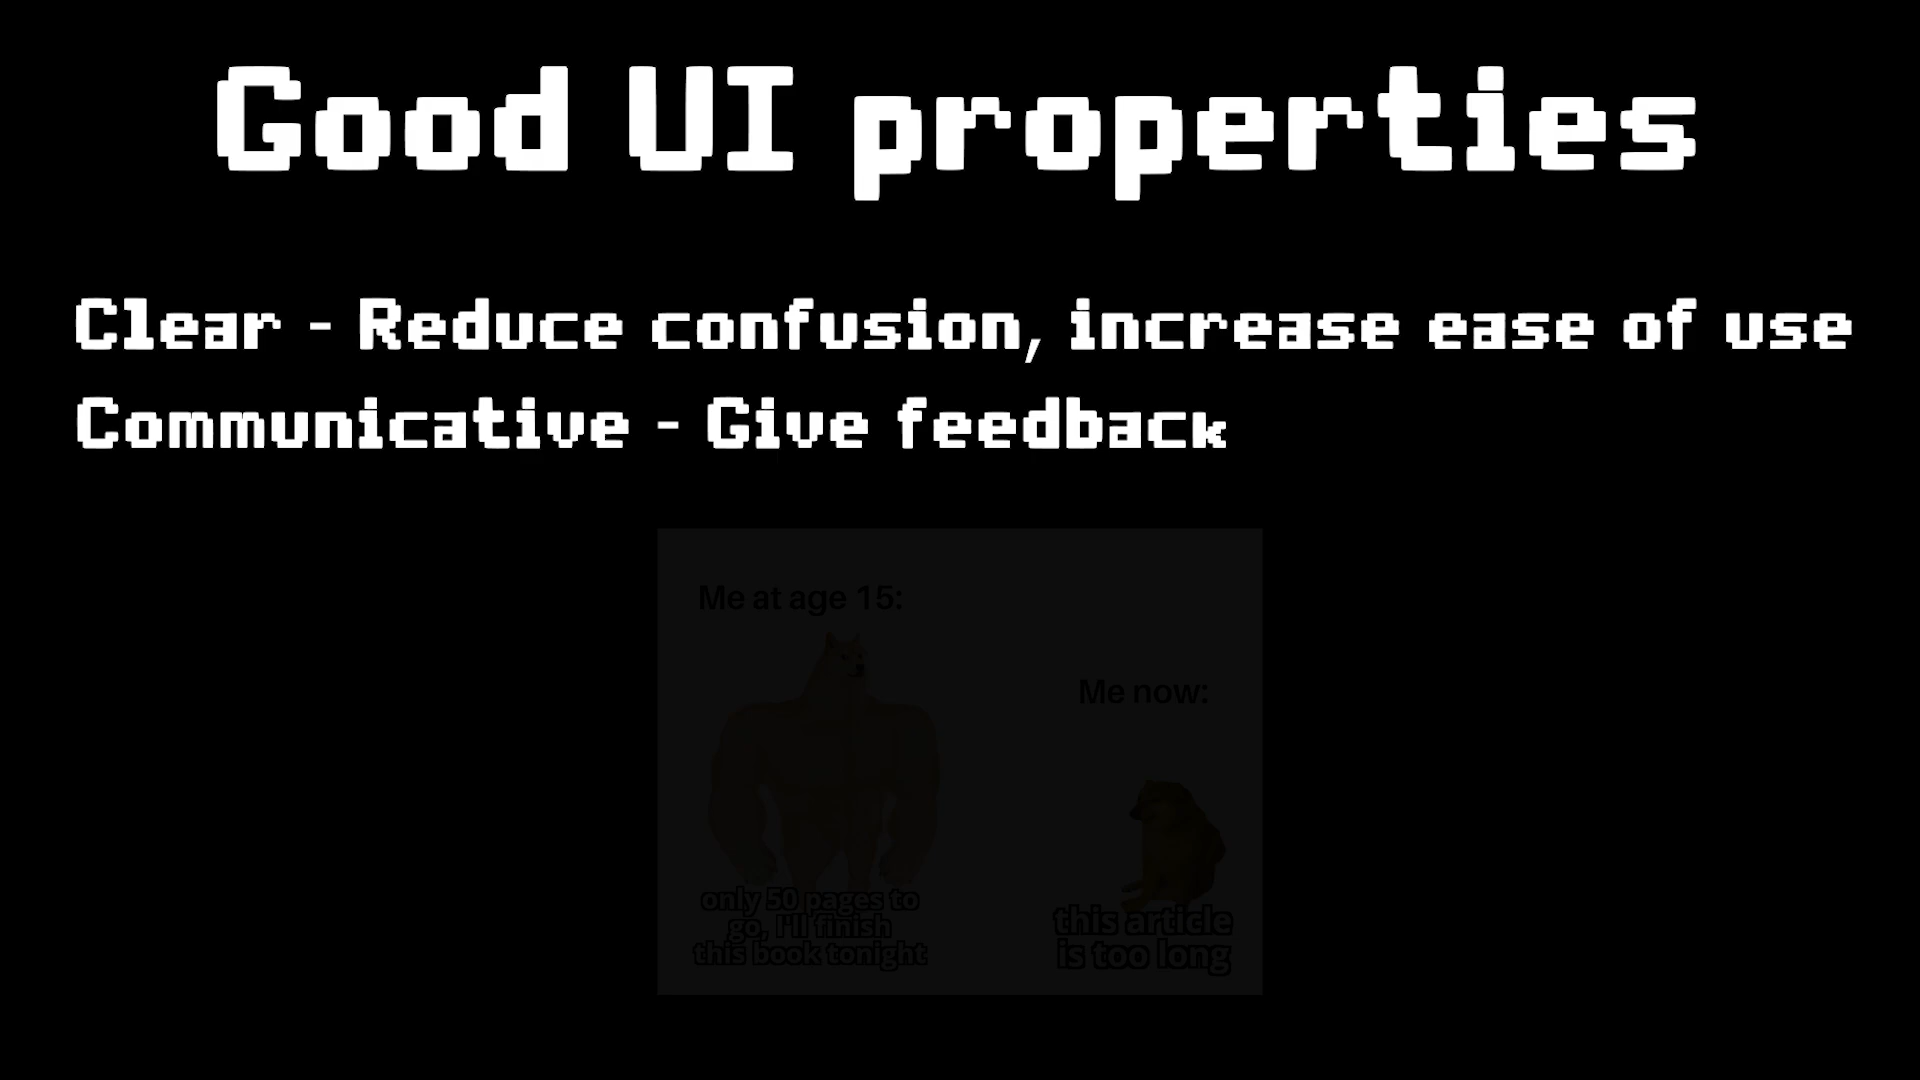 Good UI properties
Clear - Reduce confusion, increase ease of use
Communicative - Give feedback
Me at age 15:
Me now:
only 50 pages to
go, I'll finish
this book tonight
this article
is too long